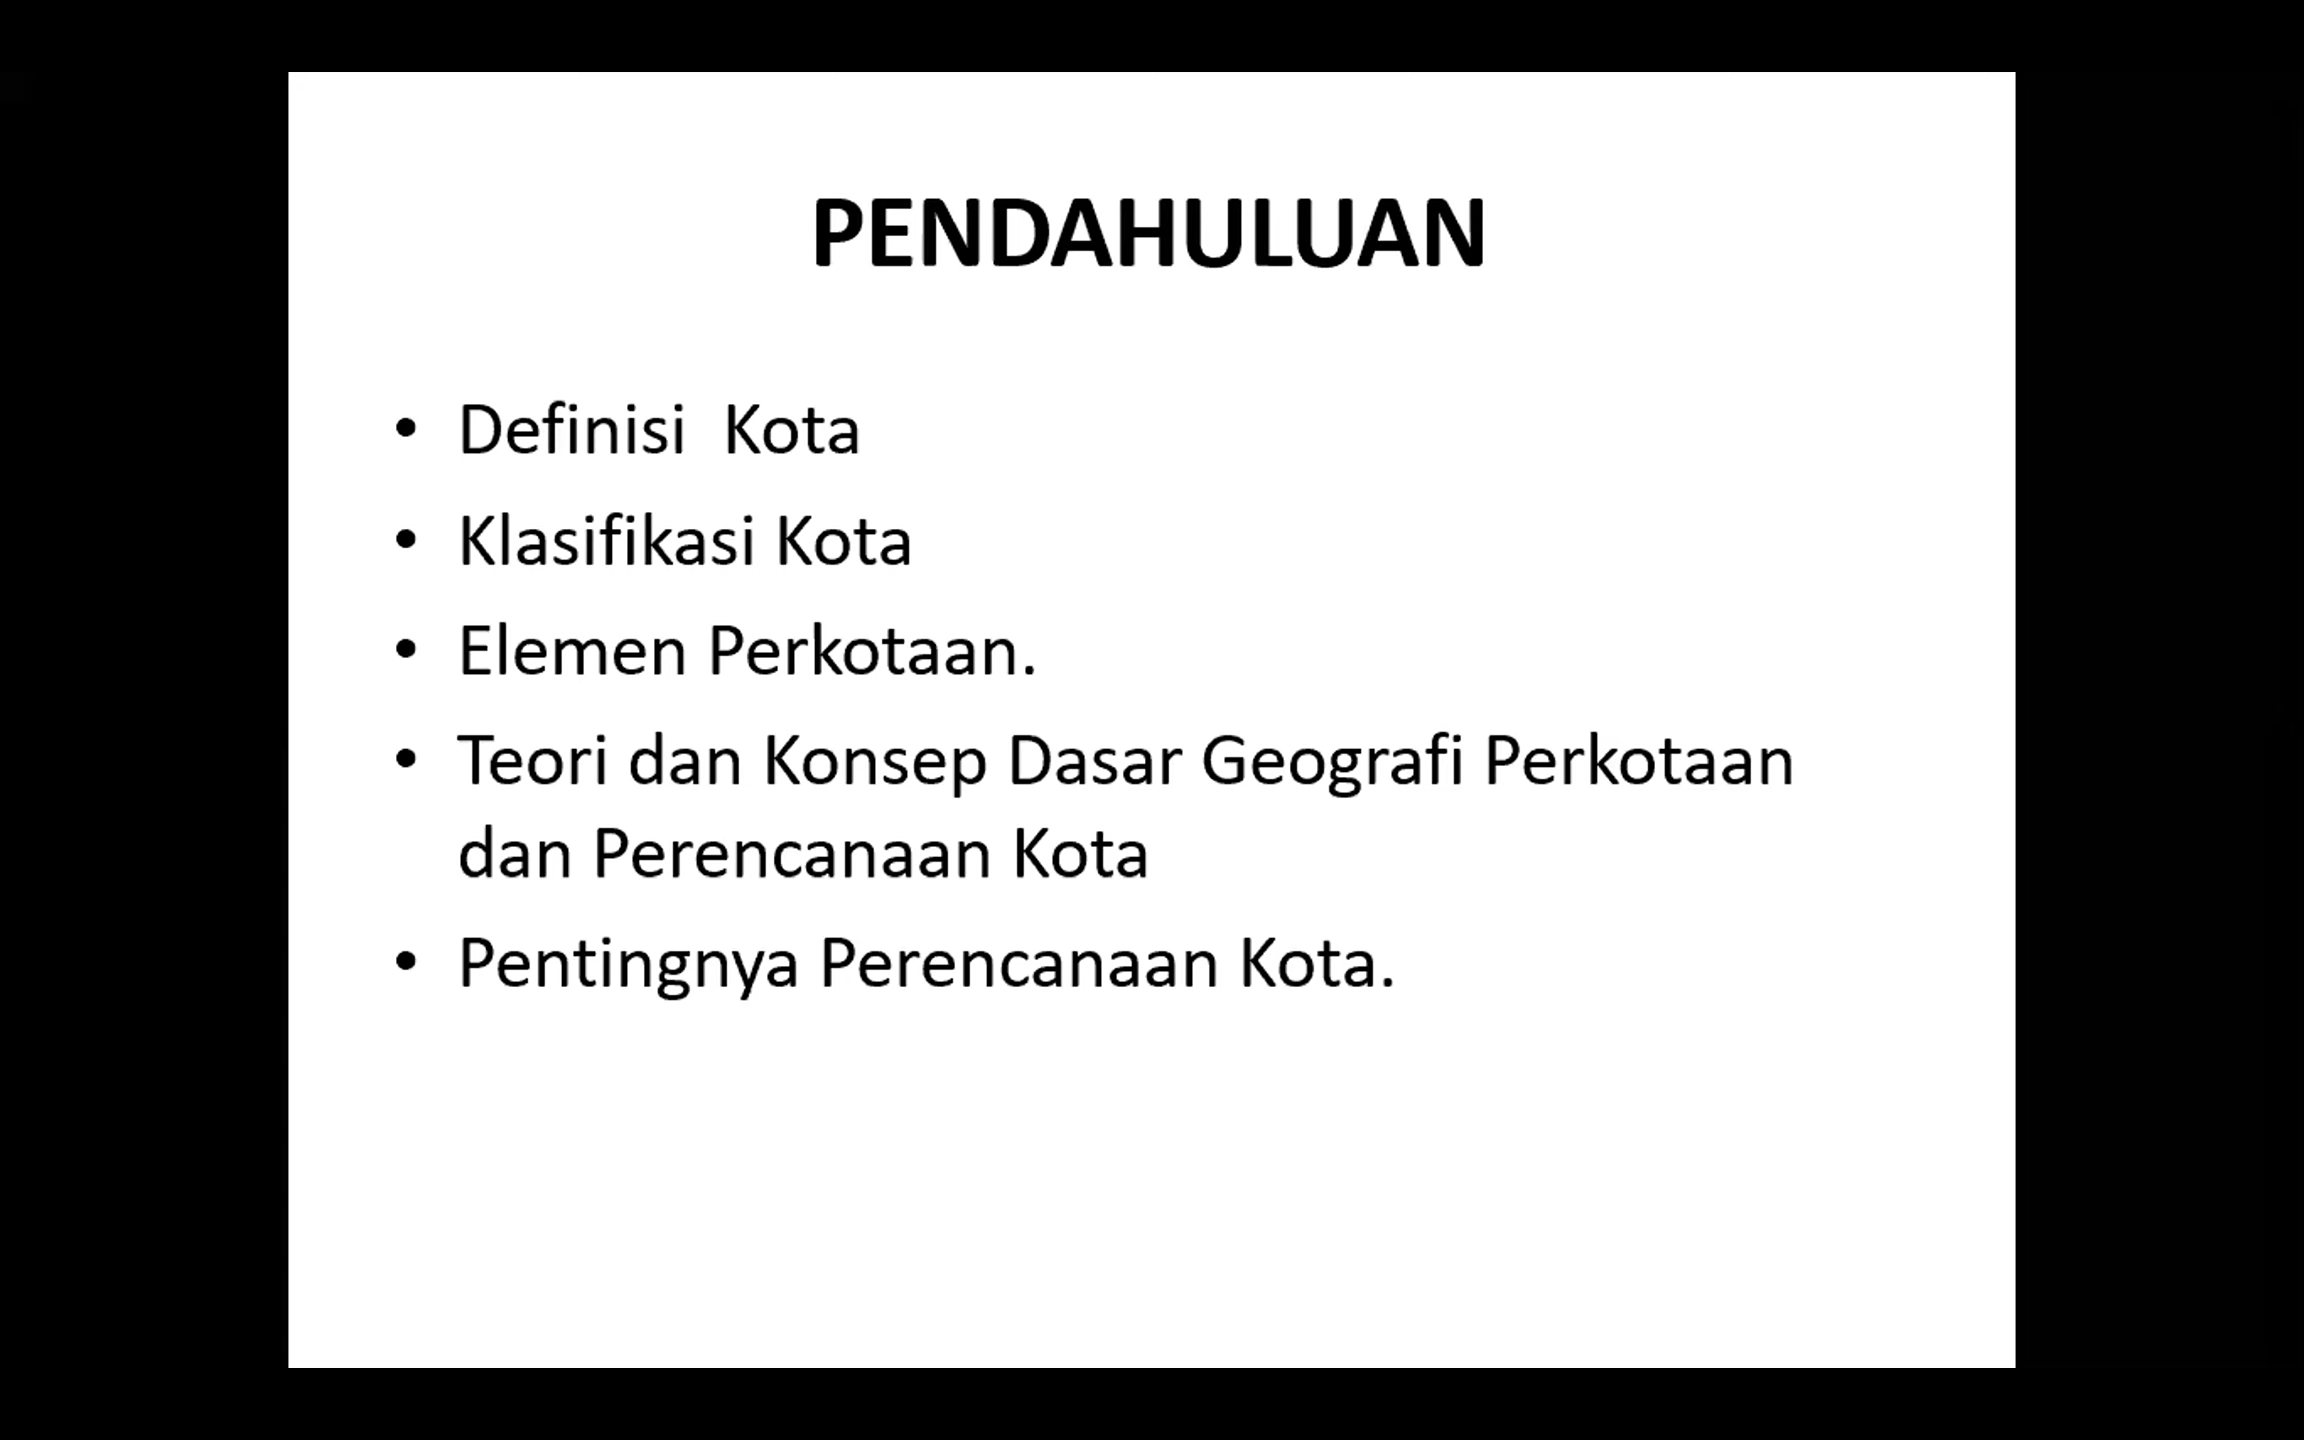 PENDAHULUAN
• Definisi  Kota
• Klasifikasi Kota
• Elemen Perkotaan.
• Teori dan Konsep Dasar Geografi Perkotaan
dan Perencanaan Kota
• Pentingnya Perencanaan Kota.